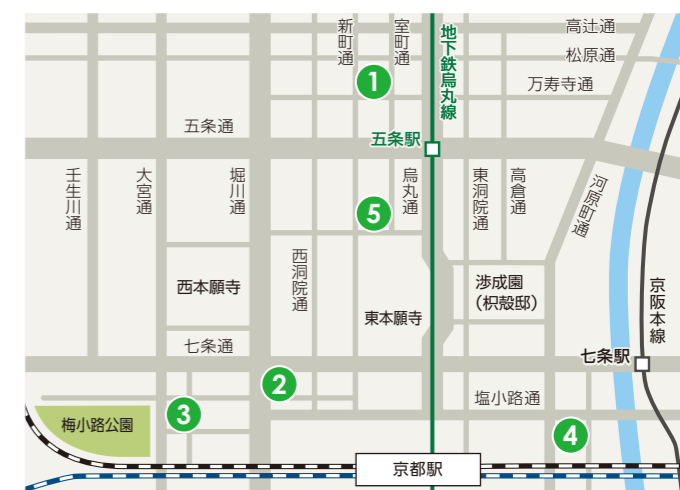 高辻通
松原通
万寿寺通
新町通
室町通
地下鉄烏丸線
1
五条通
五条駅
壬生川通
大宮通
堀川通
烏丸通
東洞院通
高倉通
河原町通
5
西洞院通
西本願寺
東本願寺
渉成園
（枳殻邸）
京阪本線
七条通
七条駅
2
塩小路通
3
梅小路公園
4
京都駅